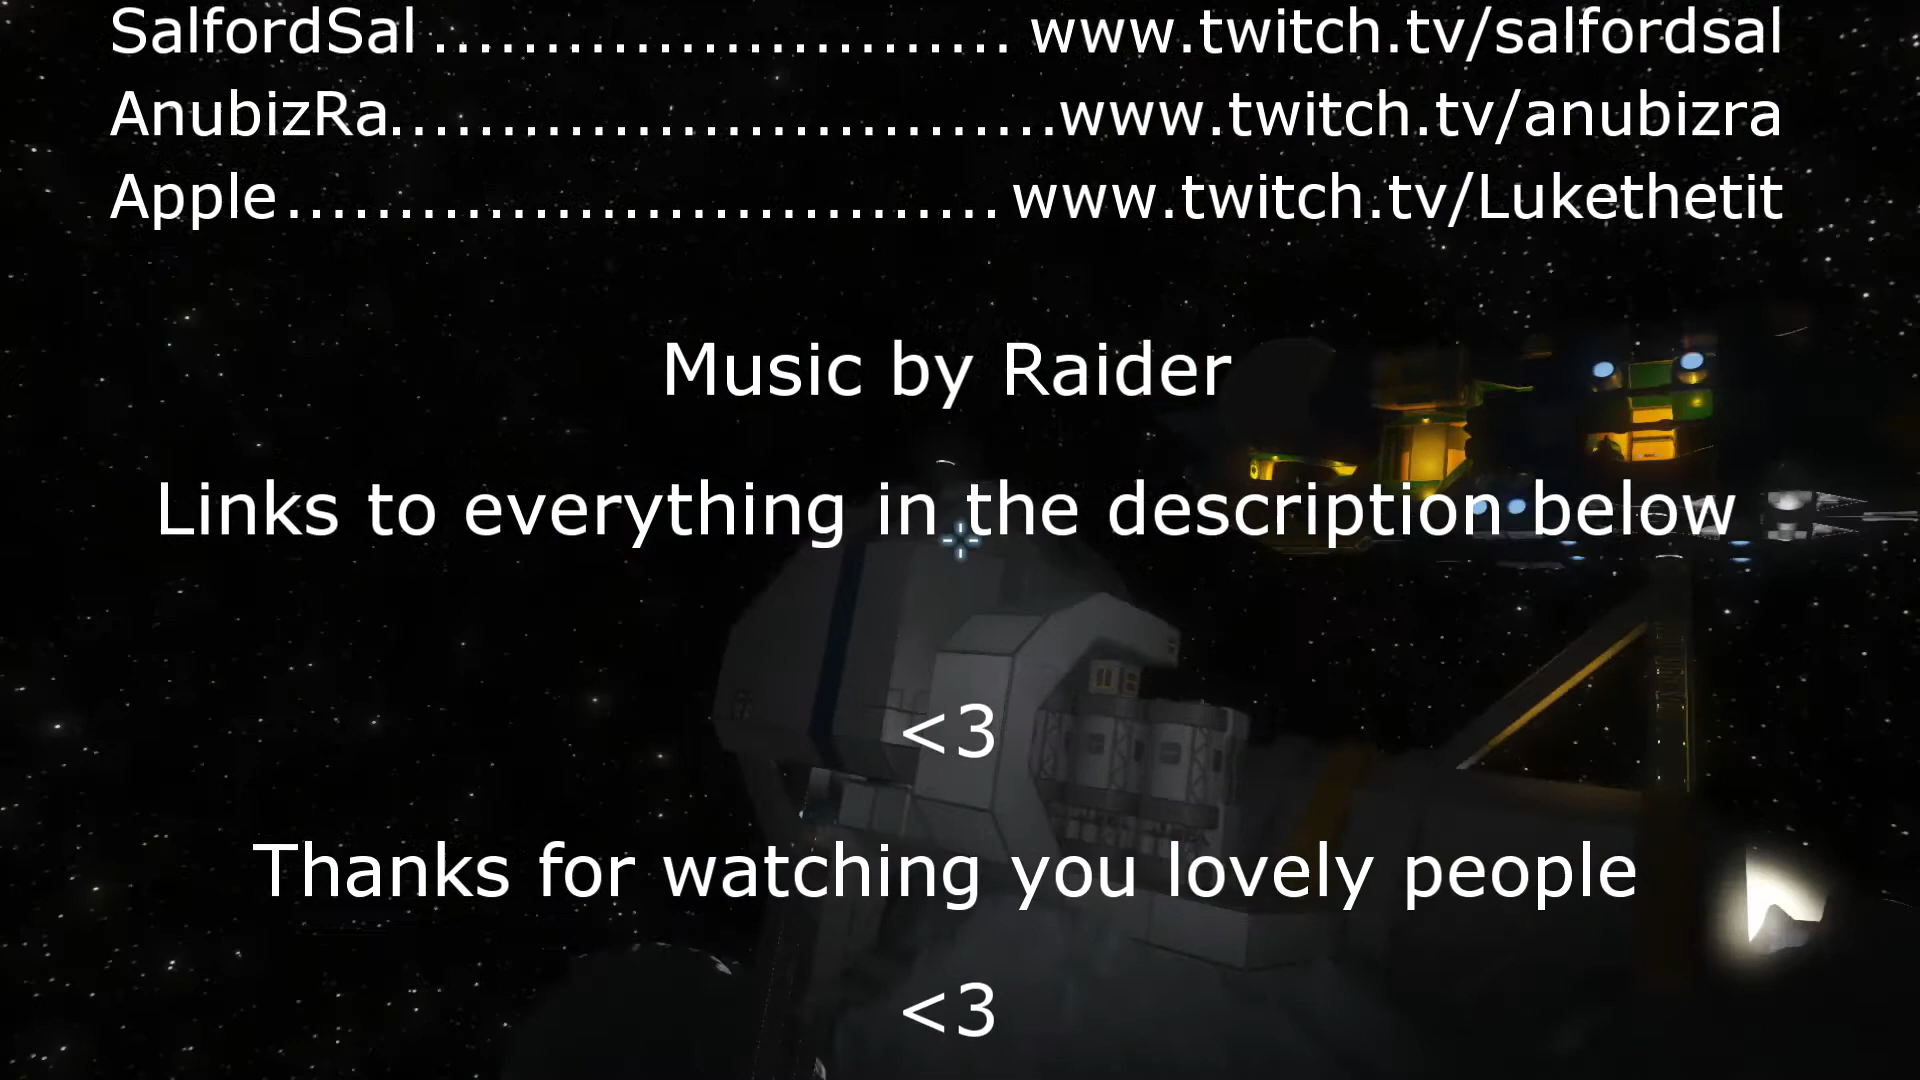 SalfordSal .......................... www.twitch.tv/salfordsal
AnubizRa..............................www.twitch.tv/anubizra
Apple ................................ www.twitch.tv/Lukethetit
Music by Raider
Links to everything in the description below
<3
Thanks for watching you lovely people
<3